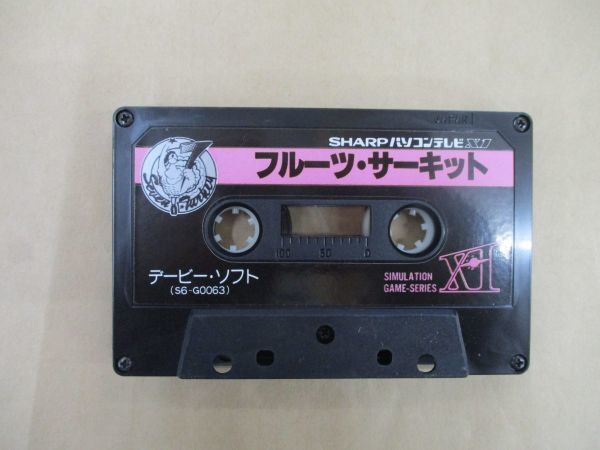 SHARP パソコンテレビ X1
フルーツ・サーキット
7
100 50 0
デービー・ソフト
(S6-G0063)
SIMULATION
GAME-SERIES
X1